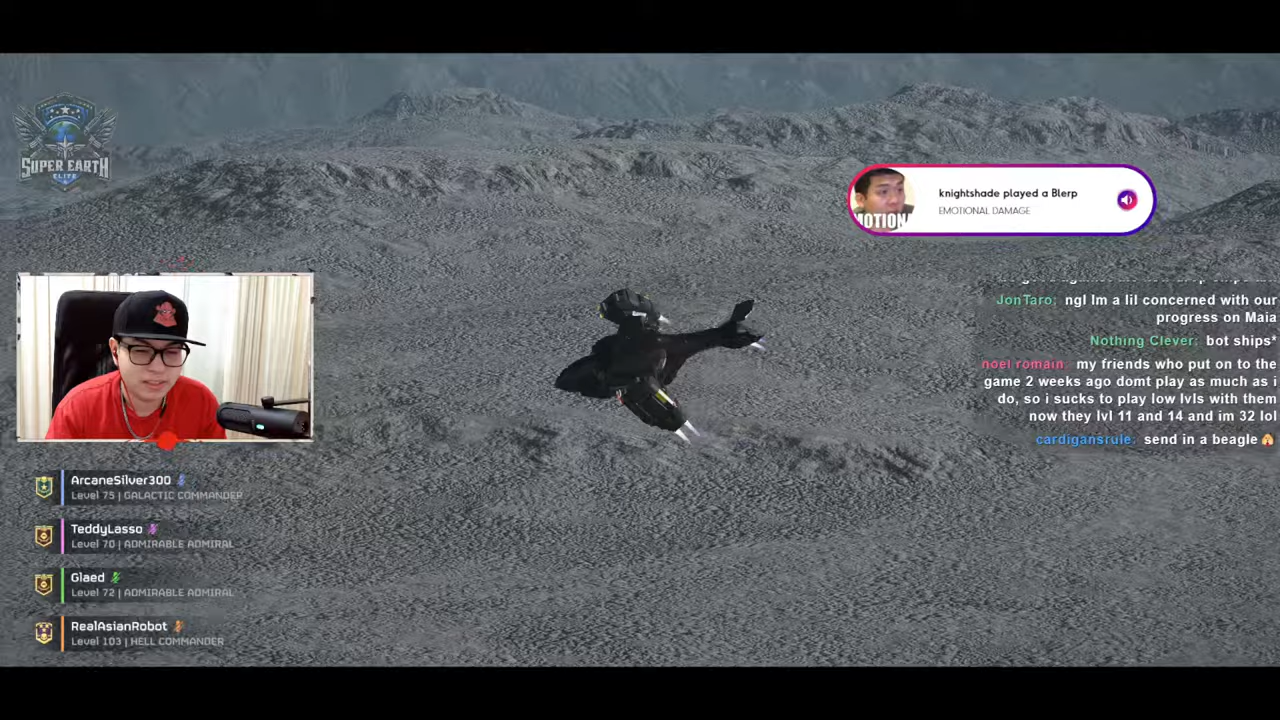 SUPER EARTH
ELITE
knightshade played a Blerp
EMOTIONAL DAMAGE
MOTIONA
JonTaro: ngl Im a lil concerned with our
progress on Maia
Nothing Clever: bot ships*
noel romain: my friends who put on to the
game 2 weeks ago domt play as much as i
do, so i sucks to play low lvls with them
now they lvl 11 and 14 and im 32 lol
cardigansrule: send in a beagle
ArcaneSilver300
Level 75 | GALACTIC COMMANDER
TeddyLasso
Level 70 | ADMIRABLE ADMIRAL
Glaed
Level 72 | ADMIRABLE ADMIRAL
RealAsianRobot
Level 103 | HELL COMMANDER